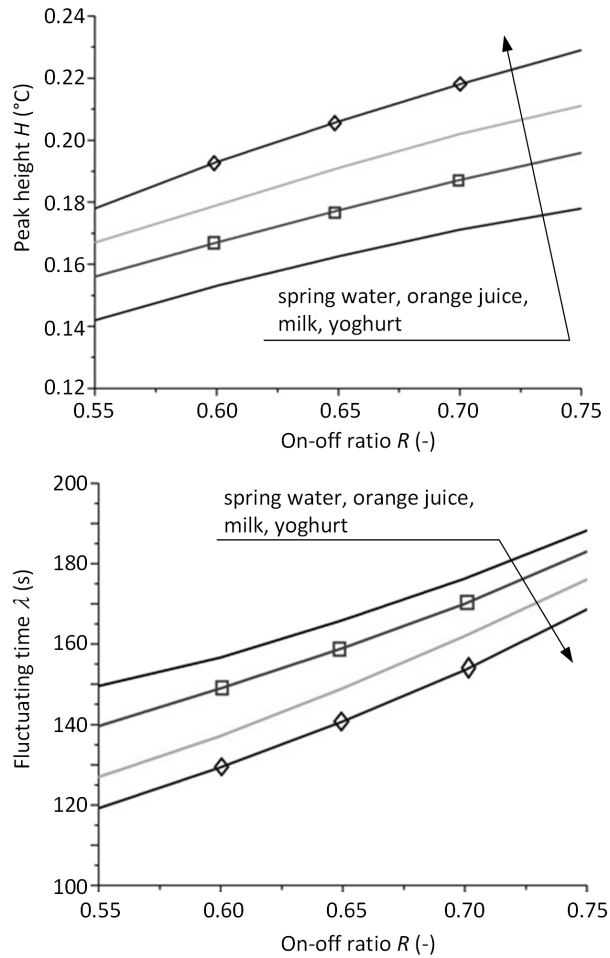 0.24
0.22
0.20
0.18
0.16
0.14
0.12
Peak height H (°C)
spring water, orange juice,
milk, yoghurt
0.55 0.60 0.65 0.70 0.75
On-off ratio R (-)
200
180
160
140
120
100
Fluctuating time λ (s)
spring water, orange juice,
milk, yoghurt
0.55 0.60 0.65 0.70 0.75
On-off ratio R (-)